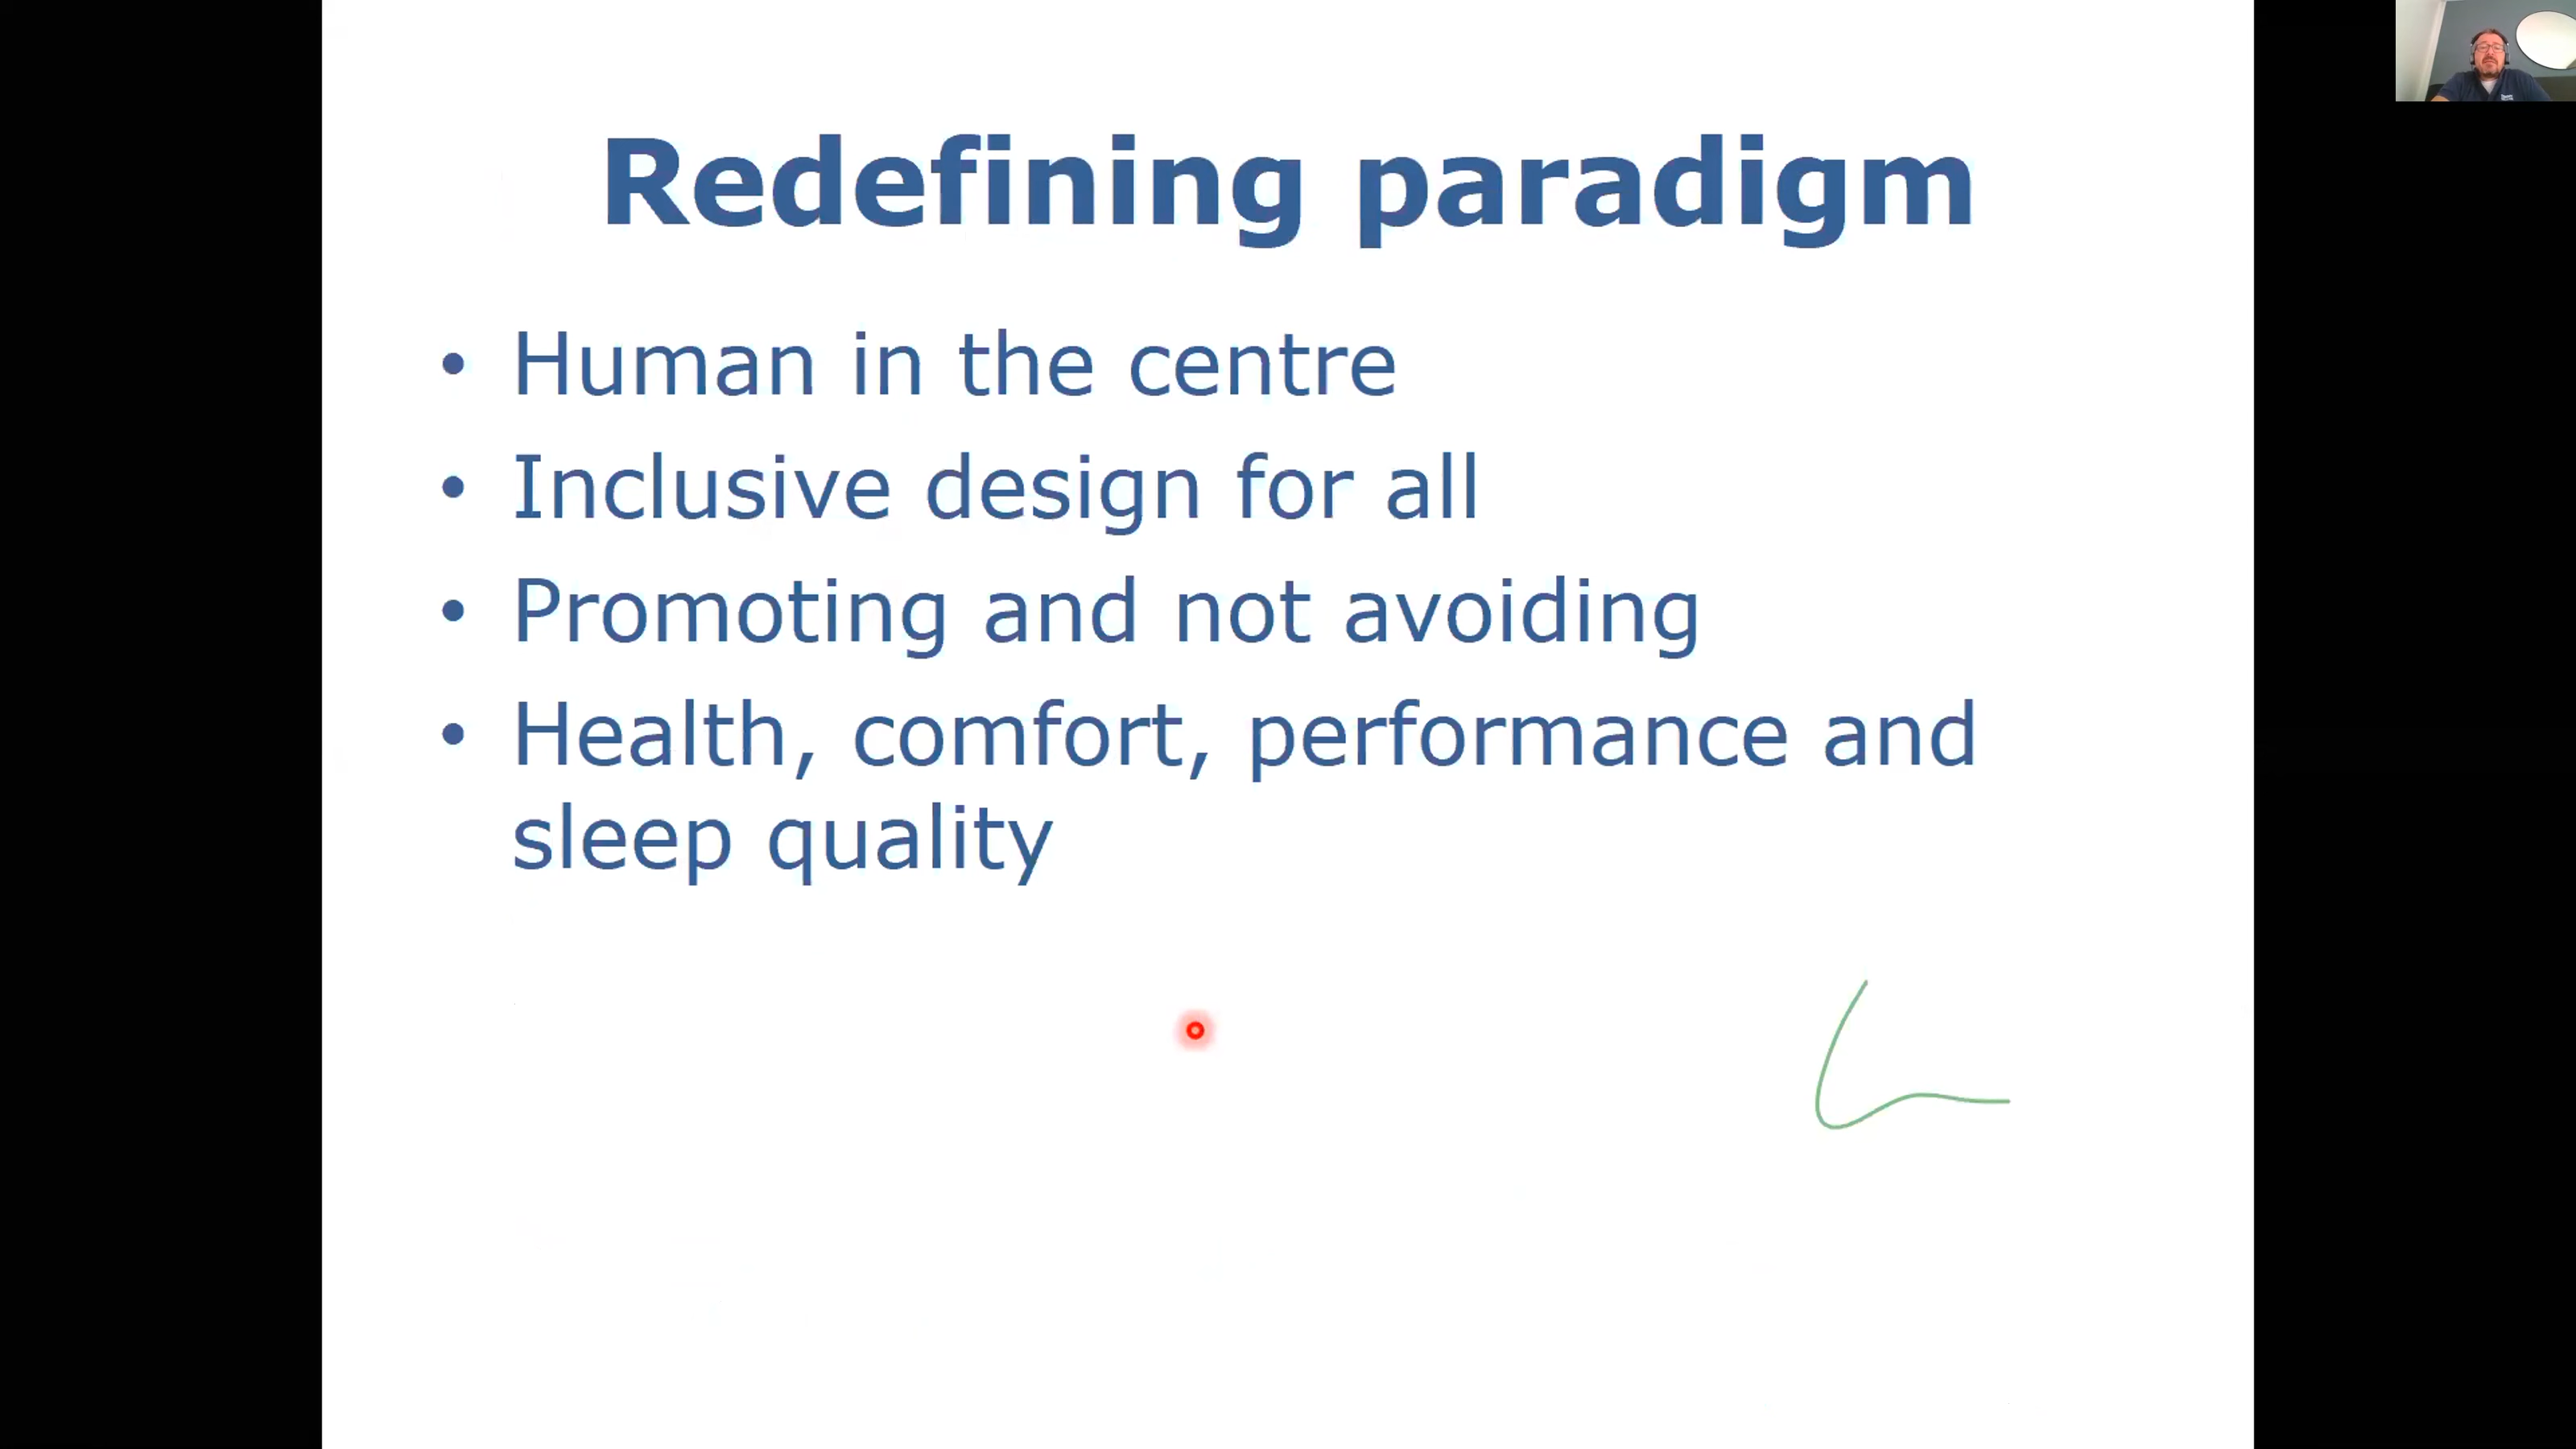 Redefining paradigm
• Human in the centre
• Inclusive design for all
• Promoting and not avoiding
• Health, comfort, performance and
sleep quality